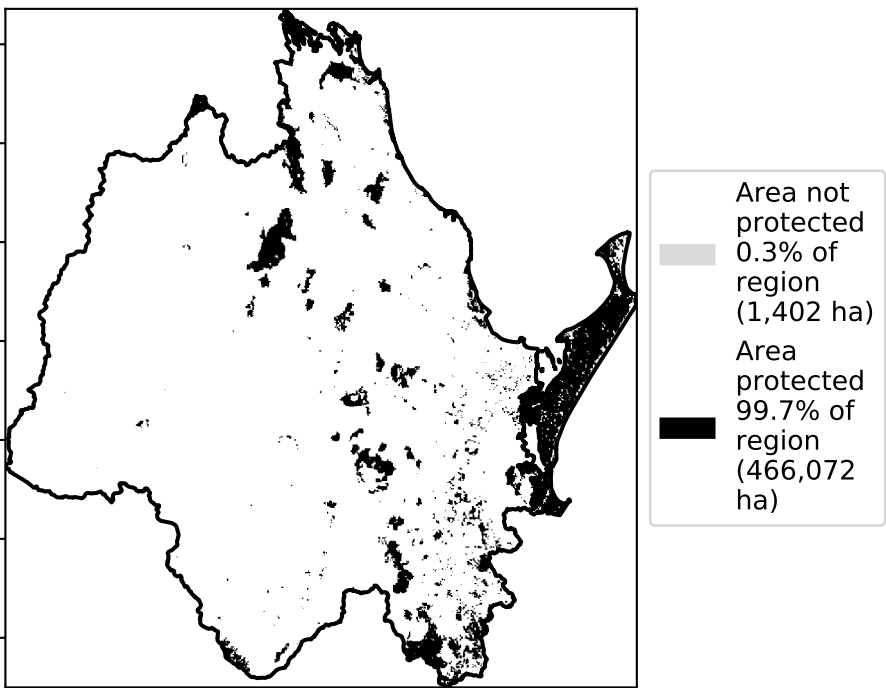 Area not
protected
0.3% of
region
(1,402 ha)
Area
protected
99.7% of
region
(466,072
ha)